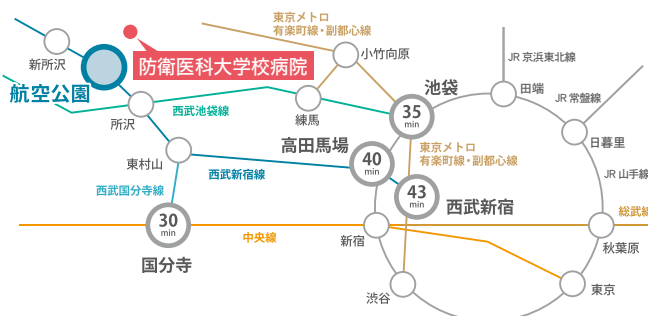 東京メトロ
有楽町線・副都心線
新所沢
防衛医科大学校病院
小竹向原
JR 京浜東北線
航空公園
池袋
田端
JR 常盤線
所沢
西武池袋線
練馬
35
min
高田馬場
東京メトロ
有楽町線・副都心線
日暮里
東村山
40
min
西武新宿線
JR 山手線
西武国分寺線
43
min
西武新宿
30
min
中央線
新宿
総武線
秋葉原
国分寺
渋谷
東京